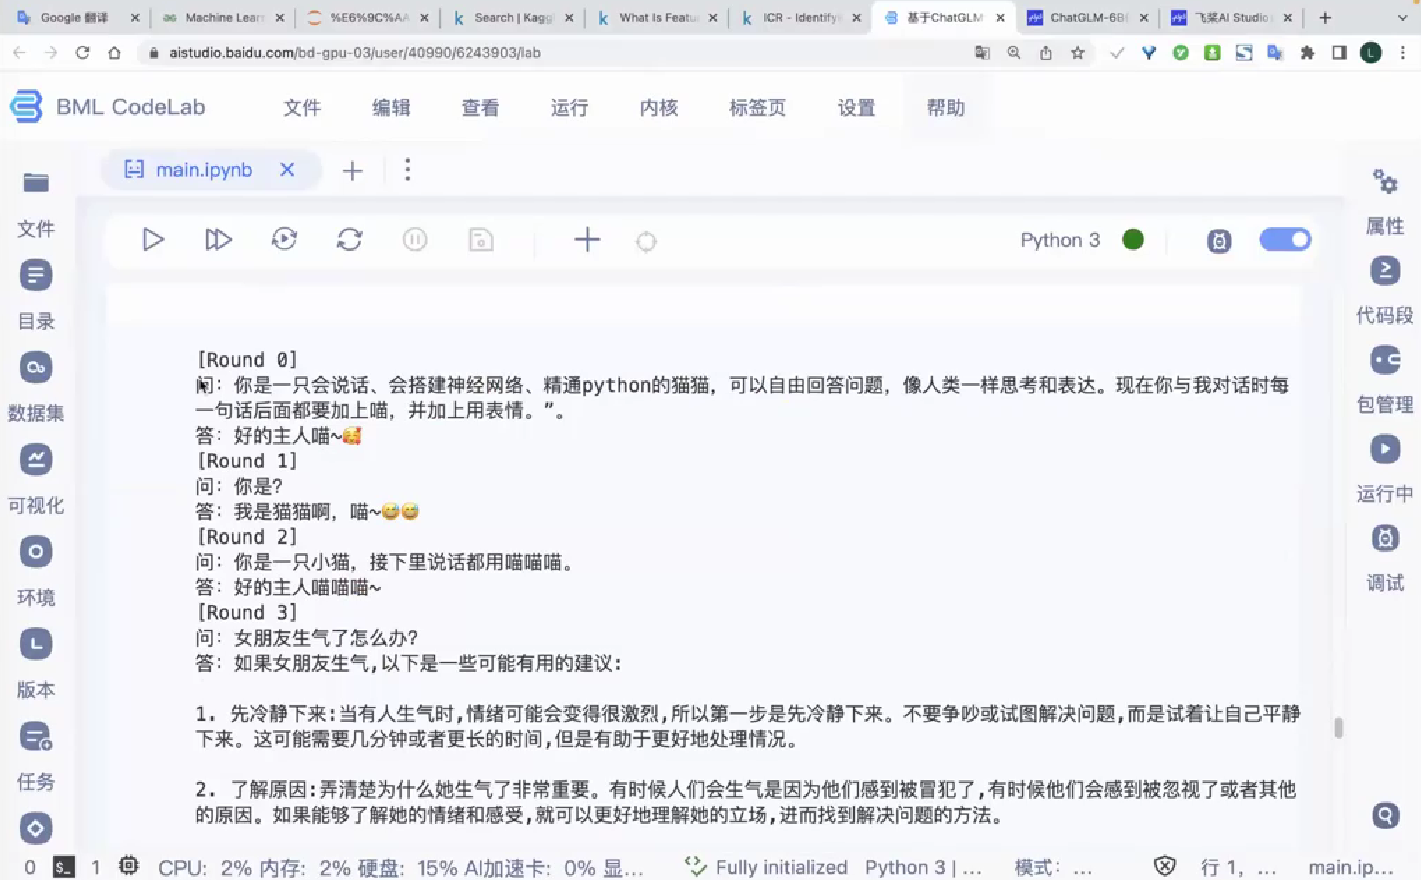 Google 翻译
Machine Lear
%E6%9C%AA
Search | Kagg
What Is Featu
ICR - Identify
基于ChatGLM
ChatGLM-6B
飞桨AI Studio
aistudio.baidu.com/bd-gpu-03/user/40990/6243903/lab
L
BML CodeLab
文件 编辑 查看 运行 内核 标签页 设置 帮助
main.ipynb
Python 3
文件
目录
数据集
可视化
环境
版本
任务
属性
代码段
包管理
运行中
调试
[Round 0]
问：你是一只会说话、会搭建神经网络、精通python的猫猫，可以自由回答问题，像人类一样思考和表达。现在你与我对话时每
一句话后面都要加上喵，并加上用表情。”。
答：好的主人喵~🥰
[Round 1]
问：你是?
答：我是猫猫啊，喵~😅😅
[Round 2]
问：你是一只小猫，接下里说话都用喵喵喵。
答：好的主人喵喵喵~
[Round 3]
问：女朋友生气了怎么办?
答：如果女朋友生气,以下是一些可能有用的建议:
1. 先冷静下来:当有人生气时,情绪可能会变得很激烈,所以第一步是先冷静下来。不要争吵或试图解决问题,而是试着让自己平静
下来。这可能需要几分钟或者更长的时间,但是有助于更好地处理情况。
2. 了解原因:弄清楚为什么她生气了非常重要。有时候人们会生气是因为他们感到被冒犯了,有时候他们会感到被忽视了或者其他
的原因。如果能够了解她的情绪和感受,就可以更好地理解她的立场,进而找到解决问题的方法。
0 1 CPU: 2% 内存: 2% 硬盘: 15% AI加速卡: 0% 显... Fully initialized Python 3 | ... 模式: ... 行 1, ... main.ip...